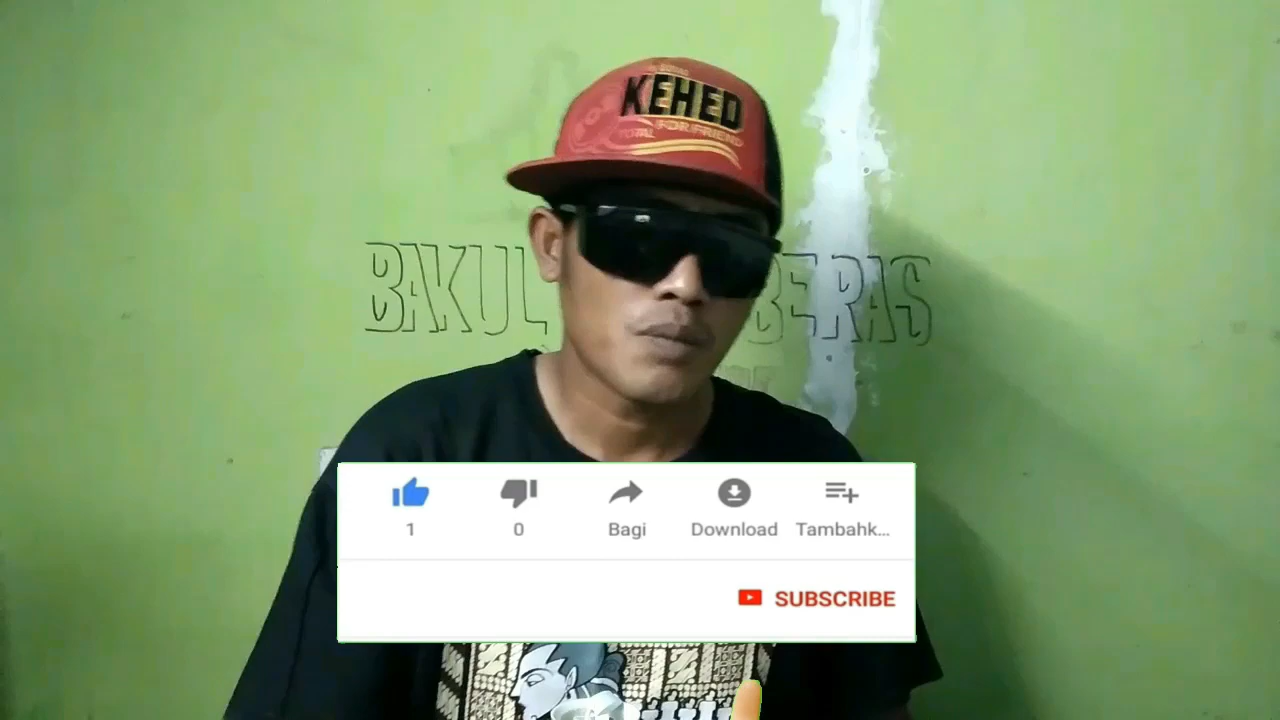 KEHED
TOTAL FOR FRIEND
BAKUL BERAS
1 0 Bagi Download Tambahk...
SUBSCRIBE